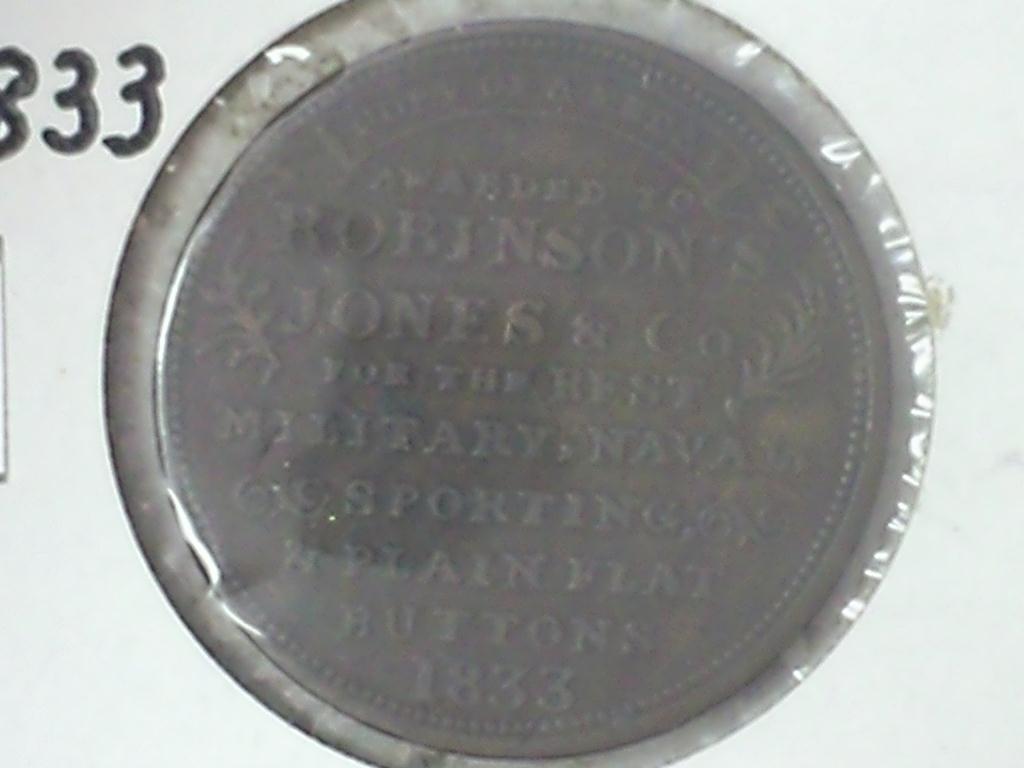 833
AWARDED TO
ROBINSON'S
JONES & Co
FOR THE BEST
MILITARY, NAVAL
SPORTING,
& PLAIN FLAT
BUTTONS
1833